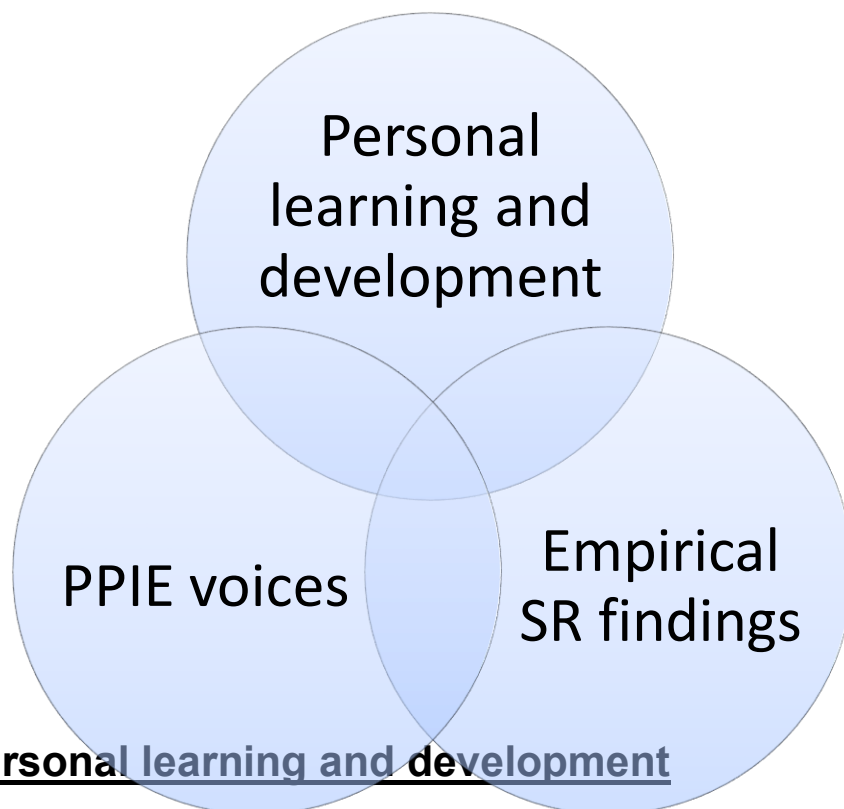 Personal
learning and
development
PPIE voices
Empirical
SR findings
rsonal learning and development